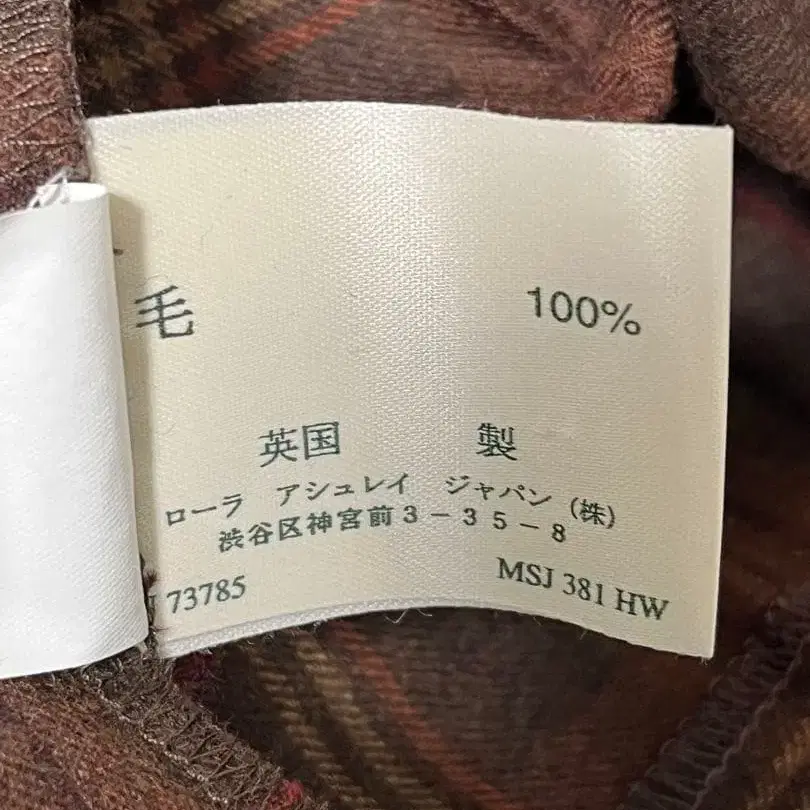 毛 100%
英国 製
ローラ アシュレイ ジャパン (株)
渋谷区神宮前3-35-8
73785 MSJ 381 HW